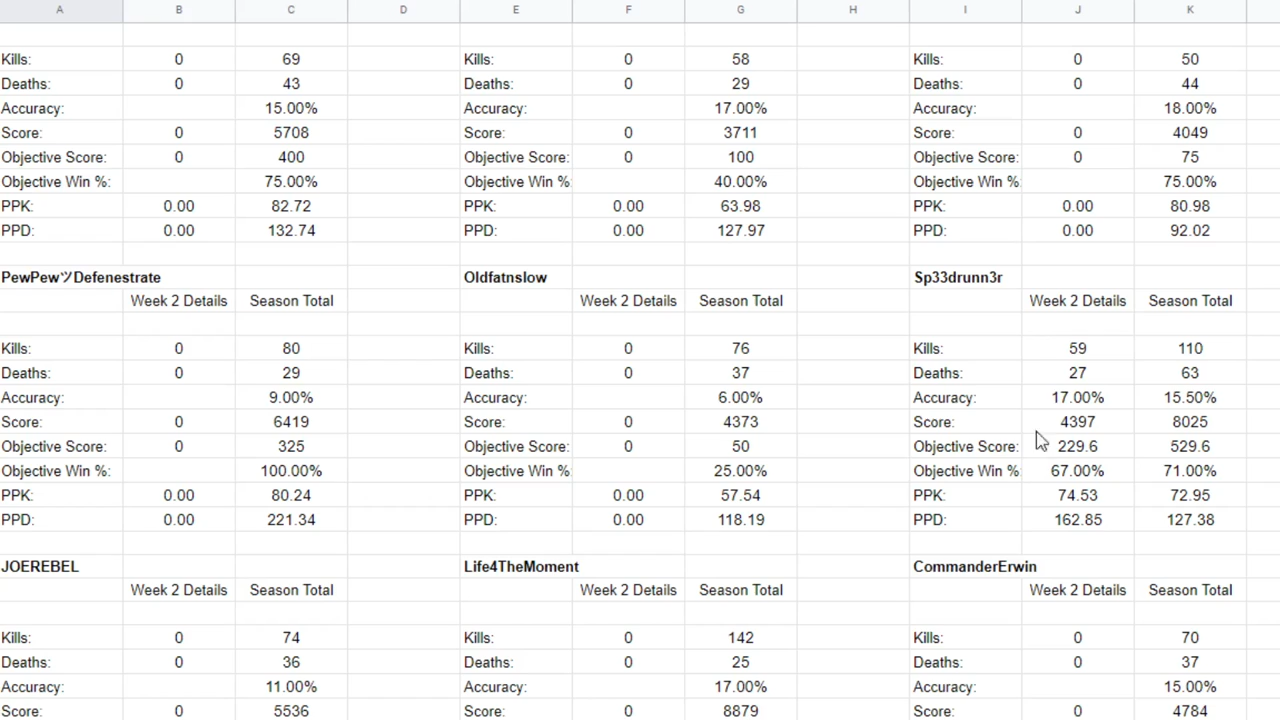 A B C D E F G H I J K
Kills: 0 69 Kills: 0 58 Kills: 0 50
Deaths: 0 43 Deaths: 0 29 Deaths: 0 44
Accuracy: 15.00% Accuracy: 17.00% Accuracy: 18.00%
Score: 0 5708 Score: 0 3711 Score: 0 4049
Objective Score: 0 400 Objective Score: 0 100 Objective Score: 0 75
Objective Win %: 75.00% Objective Win %: 40.00% Objective Win %: 75.00%
PPK: 0.00 82.72 PPK: 0.00 63.98 PPK: 0.00 80.98
PPD: 0.00 132.74 PPD: 0.00 127.97 PPD: 0.00 92.02
PewPewツDefenestrate Oldfatnslow Sp33drunn3r
Week 2 Details Season Total Week 2 Details Season Total Week 2 Details Season Total
Kills: 0 80 Kills: 0 76 Kills: 59 110
Deaths: 0 29 Deaths: 0 37 Deaths: 27 63
Accuracy: 9.00% Accuracy: 6.00% Accuracy: 17.00% 15.50%
Score: 0 6419 Score: 0 4373 Score: 4397 8025
Objective Score: 0 325 Objective Score: 0 50 Objective Score: 229.6 529.6
Objective Win %: 100.00% Objective Win %: 25.00% Objective Win % 67.00% 71.00%
PPK: 0.00 80.24 PPK: 0.00 57.54 PPK: 74.53 72.95
PPD: 0.00 221.34 PPD: 0.00 118.19 PPD: 162.85 127.38
JOEREBEL Life4TheMoment CommanderErwin
Week 2 Details Season Total Week 2 Details Season Total Week 2 Details Season Total
Kills: 0 74 Kills: 0 142 Kills: 0 70
Deaths: 0 36 Deaths: 0 25 Deaths: 0 37
Accuracy: 11.00% Accuracy: 17.00% Accuracy: 15.00%
Score: 0 5536 Score: 0 8879 Score: 0 4784